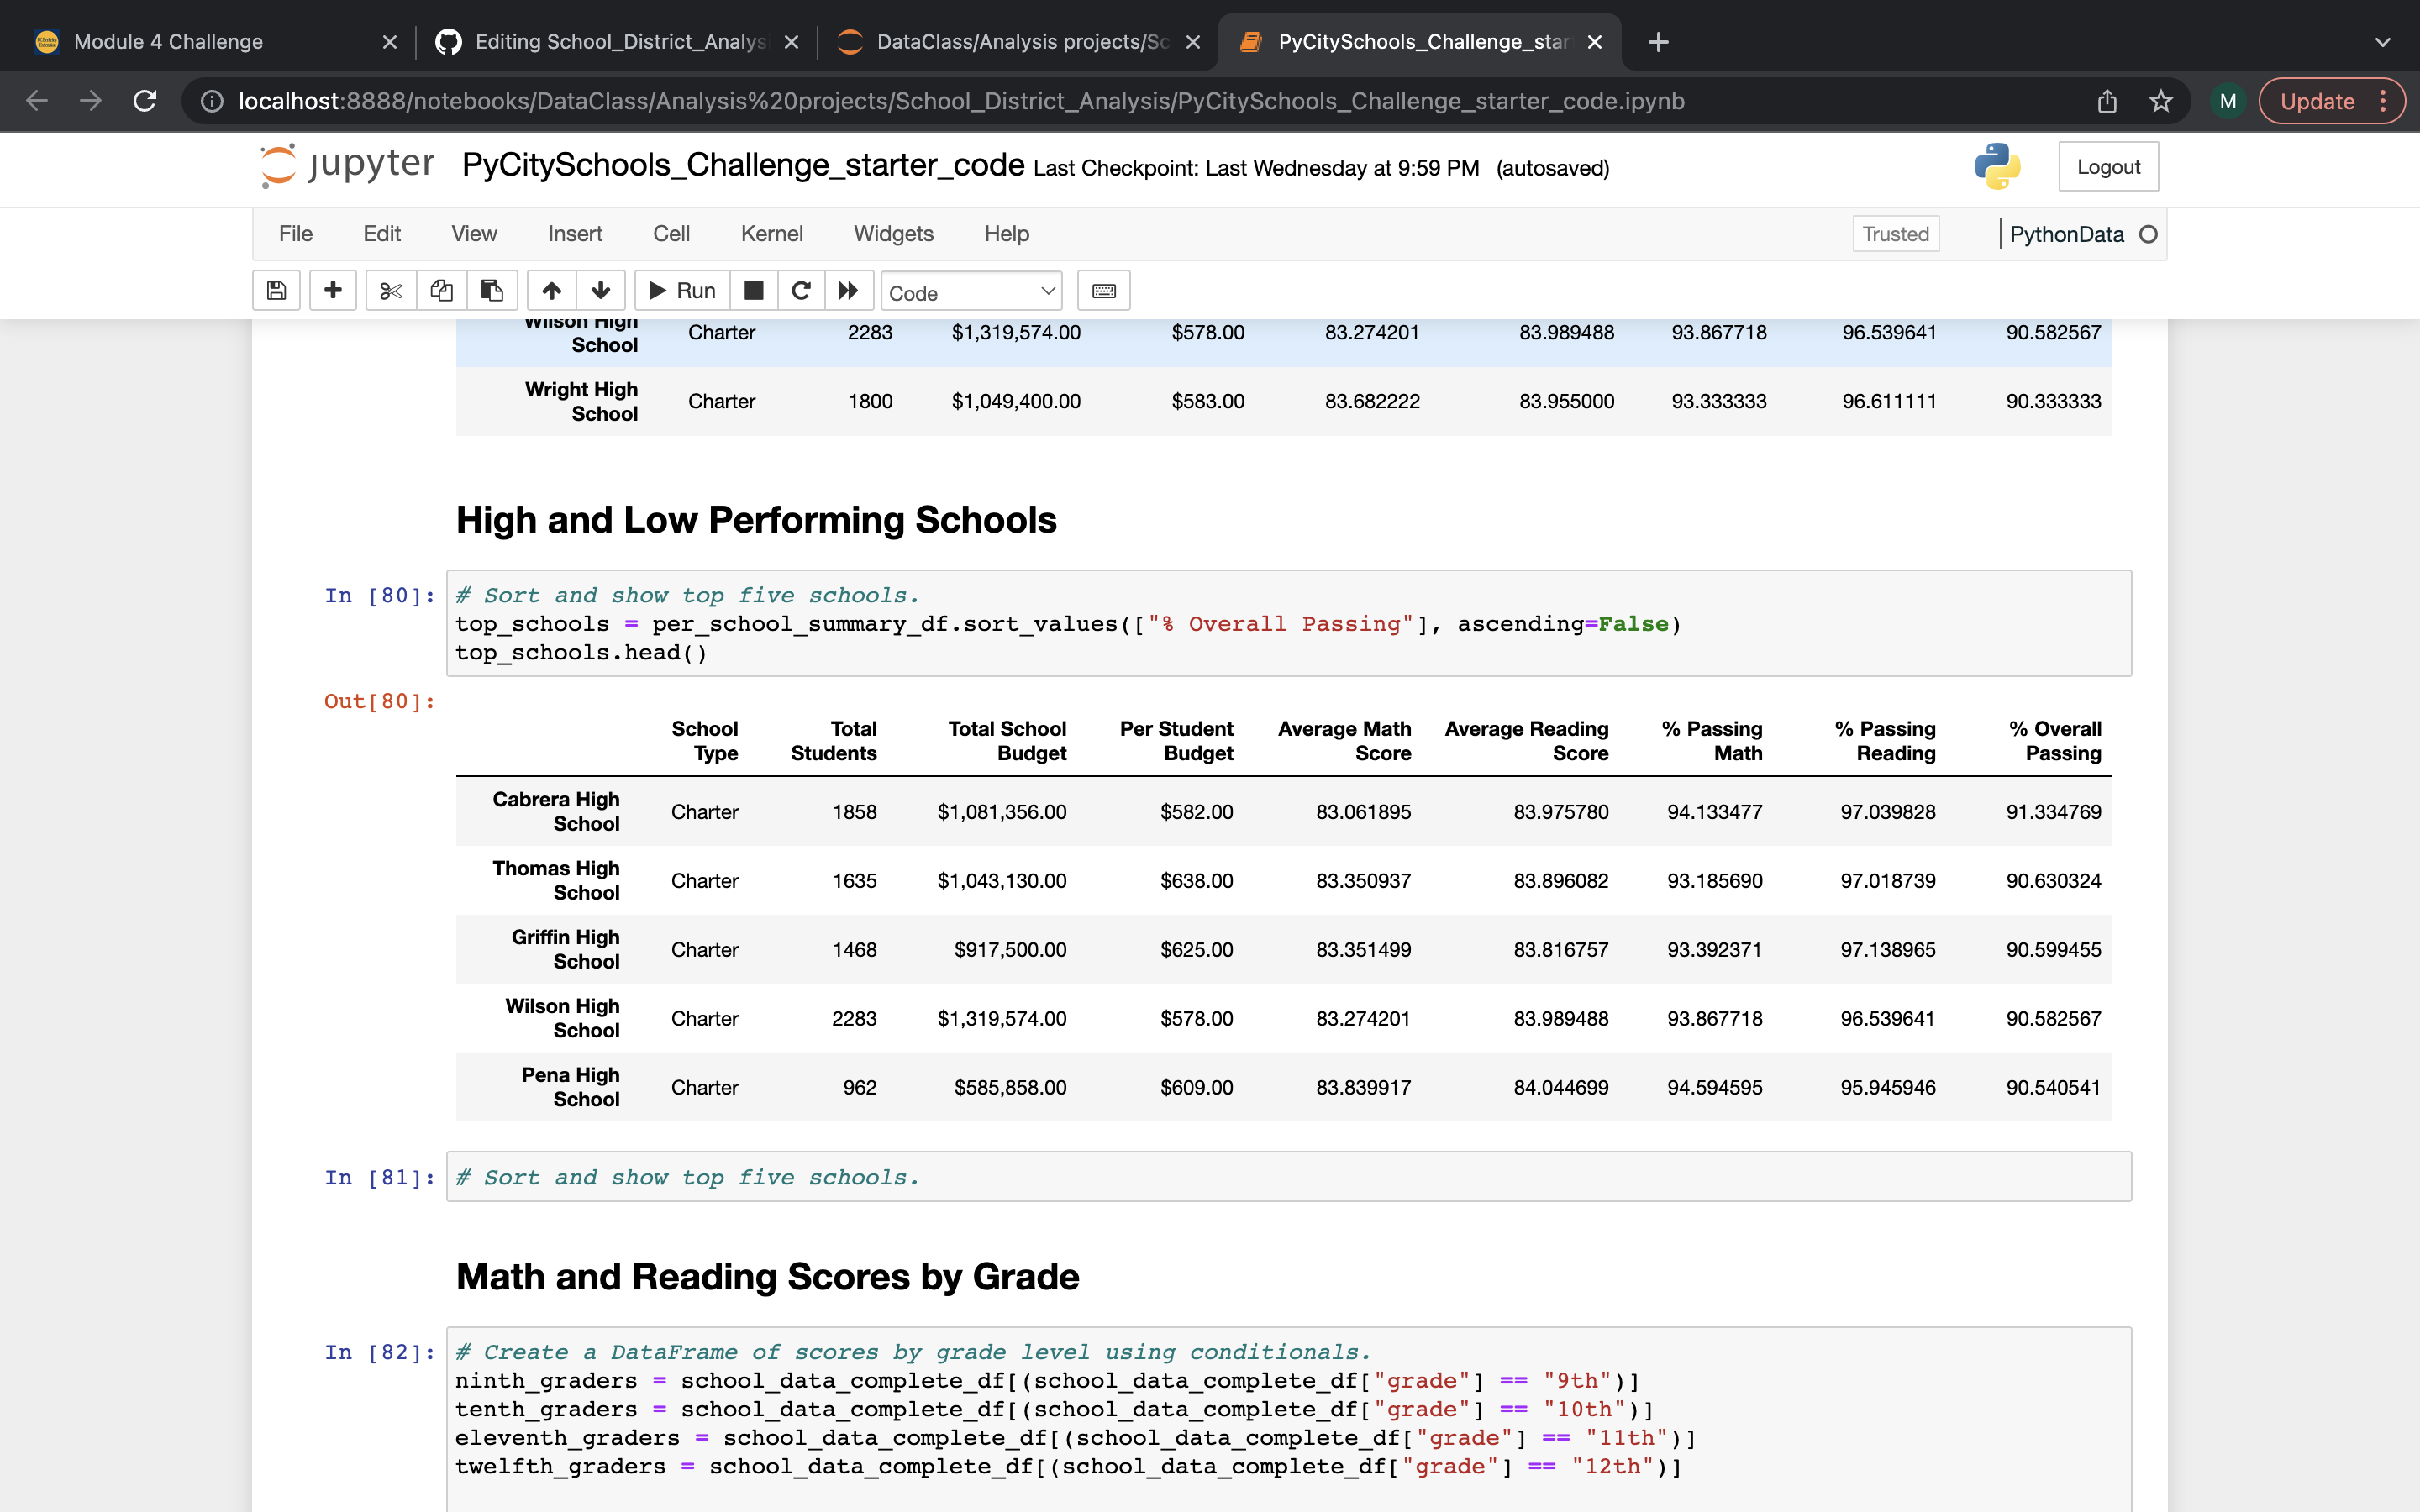 Module 4 Challenge
Editing School_District_Analys
DataClass/Analysis projects/Sc
PyCitySchools_Challenge_star
localhost:8888/notebooks/DataClass/Analysis%20projects/School_District_Analysis/PyCitySchools_Challenge_starter_code.ipynb
M
Update
jupyter PyCitySchools_Challenge_starter_code Last Checkpoint: Last Wednesday at 9:59 PM (autosaved)
Logout
File Edit View Insert Cell Kernel Widgets Help
Trusted
PythonData
Run
Code
Wilson High School Charter 2283 $1,319,574.00 $578.00 83.274201 83.989488 93.867718 96.539641 90.582567
Wright High School Charter 1800 $1,049,400.00 $583.00 83.682222 83.955000 93.333333 96.611111 90.333333
High and Low Performing Schools
In [80]: # Sort and show top five schools.
top_schools = per_school_summary_df.sort_values(["% Overall Passing"], ascending=False)
top_schools.head()
Out[80]:
School Type Total Students Total School Budget Per Student Budget Average Math Score Average Reading Score % Passing Math % Passing Reading % Overall Passing
Cabrera High School Charter 1858 $1,081,356.00 $582.00 83.061895 83.975780 94.133477 97.039828 91.334769
Thomas High School Charter 1635 $1,043,130.00 $638.00 83.350937 83.896082 93.185690 97.018739 90.630324
Griffin High School Charter 1468 $917,500.00 $625.00 83.351499 83.816757 93.392371 97.138965 90.599455
Wilson High School Charter 2283 $1,319,574.00 $578.00 83.274201 83.989488 93.867718 96.539641 90.582567
Pena High School Charter 962 $585,858.00 $609.00 83.839917 84.044699 94.594595 95.945946 90.540541
In [81]: # Sort and show top five schools.
Math and Reading Scores by Grade
In [82]: # Create a DataFrame of scores by grade level using conditionals.
ninth_graders = school_data_complete_df[(school_data_complete_df["grade"] == "9th")]
tenth_graders = school_data_complete_df[(school_data_complete_df["grade"] == "10th")]
eleventh_graders = school_data_complete_df[(school_data_complete_df["grade"] == "11th")]
twelfth_graders = school_data_complete_df[(school_data_complete_df["grade"] == "12th")]